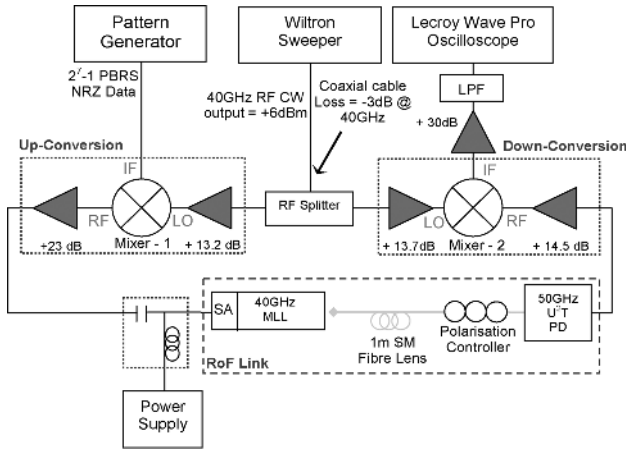 Pattern
Generator
Wiltron
Sweeper
Lecroy Wave Pro
Oscilloscope
2⁷-1 PBRS
NRZ Data
40GHz RF CW
output = +6dBm
Coaxial cable
Loss = -3dB @
40GHz
LPF
+ 30dB
Up-Conversion
Down-Conversion
IF
RF
LO
Mixer - 1
+23 dB
+ 13.2 dB
RF Splitter
IF
LO
RF
Mixer - 2
+ 13.7dB
+ 14.5 dB
SA
40GHz
MLL
1m SM
Fibre Lens
Polarisation
Controller
50GHz
U²T
PD
RoF Link
Power
Supply